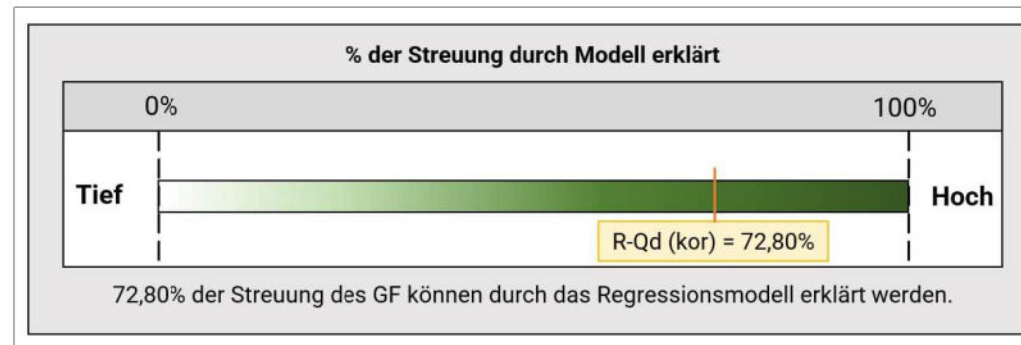 % der Streuung durch Modell erklärt
0% 100%
Tief Hoch
R-Qd (kor) = 72,80%
72,80% der Streuung des GF können durch das Regressionsmodell erklärt werden.